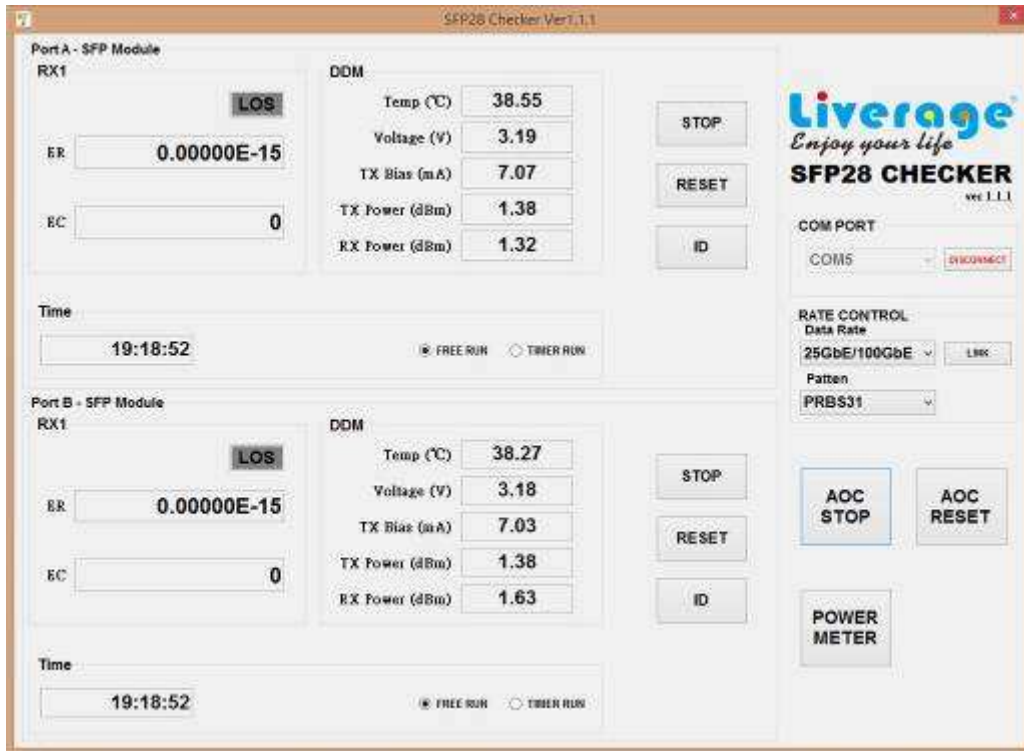 SFP28 Checker Ver1.1.1
Port A - SFP Module
RX1
LOS
ER 0.00000E-15
EC 0
DDM
Temp (℃) 38.55
Voltage (V) 3.19
TX Bias (mA) 7.07
TX Power (dBm) 1.38
RX Power (dBm) 1.32
STOP
RESET
ID
Time
19:18:52
FREE RUN TIMER RUN
Port B - SFP Module
RX1
LOS
ER 0.00000E-15
EC 0
DDM
Temp (℃) 38.27
Voltage (V) 3.18
TX Bias (mA) 7.03
TX Power (dBm) 1.38
RX Power (dBm) 1.63
STOP
RESET
ID
Time
19:18:52
FREE RUN TIMER RUN
Liverage
Enjoy your life
SFP28 CHECKER
ver 1.1.1
COM PORT
COM5 DISCONNECT
RATE CONTROL
Data Rate
25GbE/100GbE LINK
Patten
PRBS31
AOC
STOP
AOC
RESET
POWER
METER